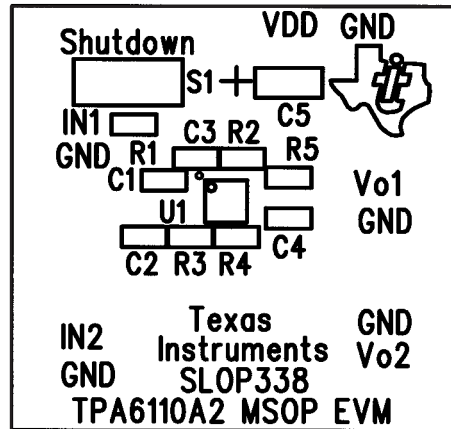 VDD GND
Shutdown
S1
C5
IN1
GND
R1
C3 R2
R5
C1
Vo1
U1
GND
C2 R3 R4
C4
Texas
Instruments
SLOP338
IN2
GND
GND
Vo2
TPA6110A2 MSOP EVM